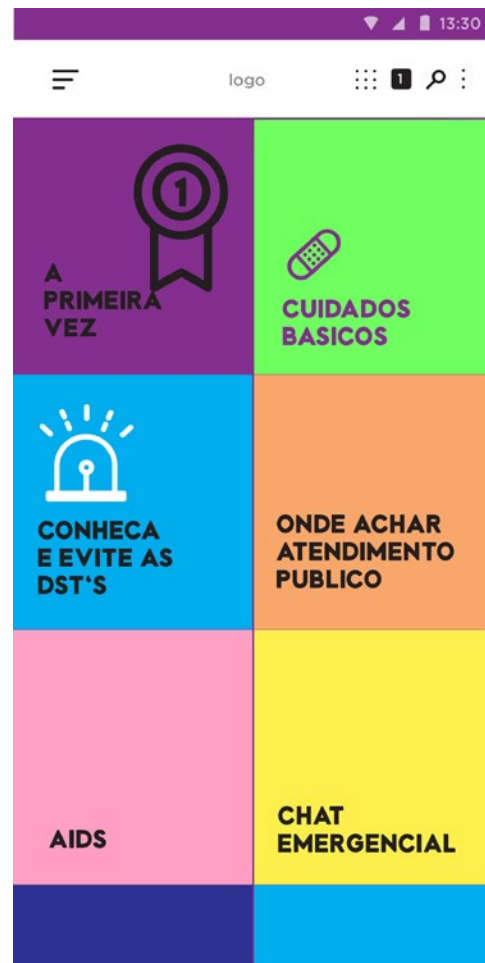 13:30
logo
1
1
A
PRIMEIRA
VEZ
CUIDADOS
BASICOS
CONHECA
E EVITE AS
DST'S
ONDE ACHAR
ATENDIMENTO
PUBLICO
AIDS
CHAT
EMERGENCIAL